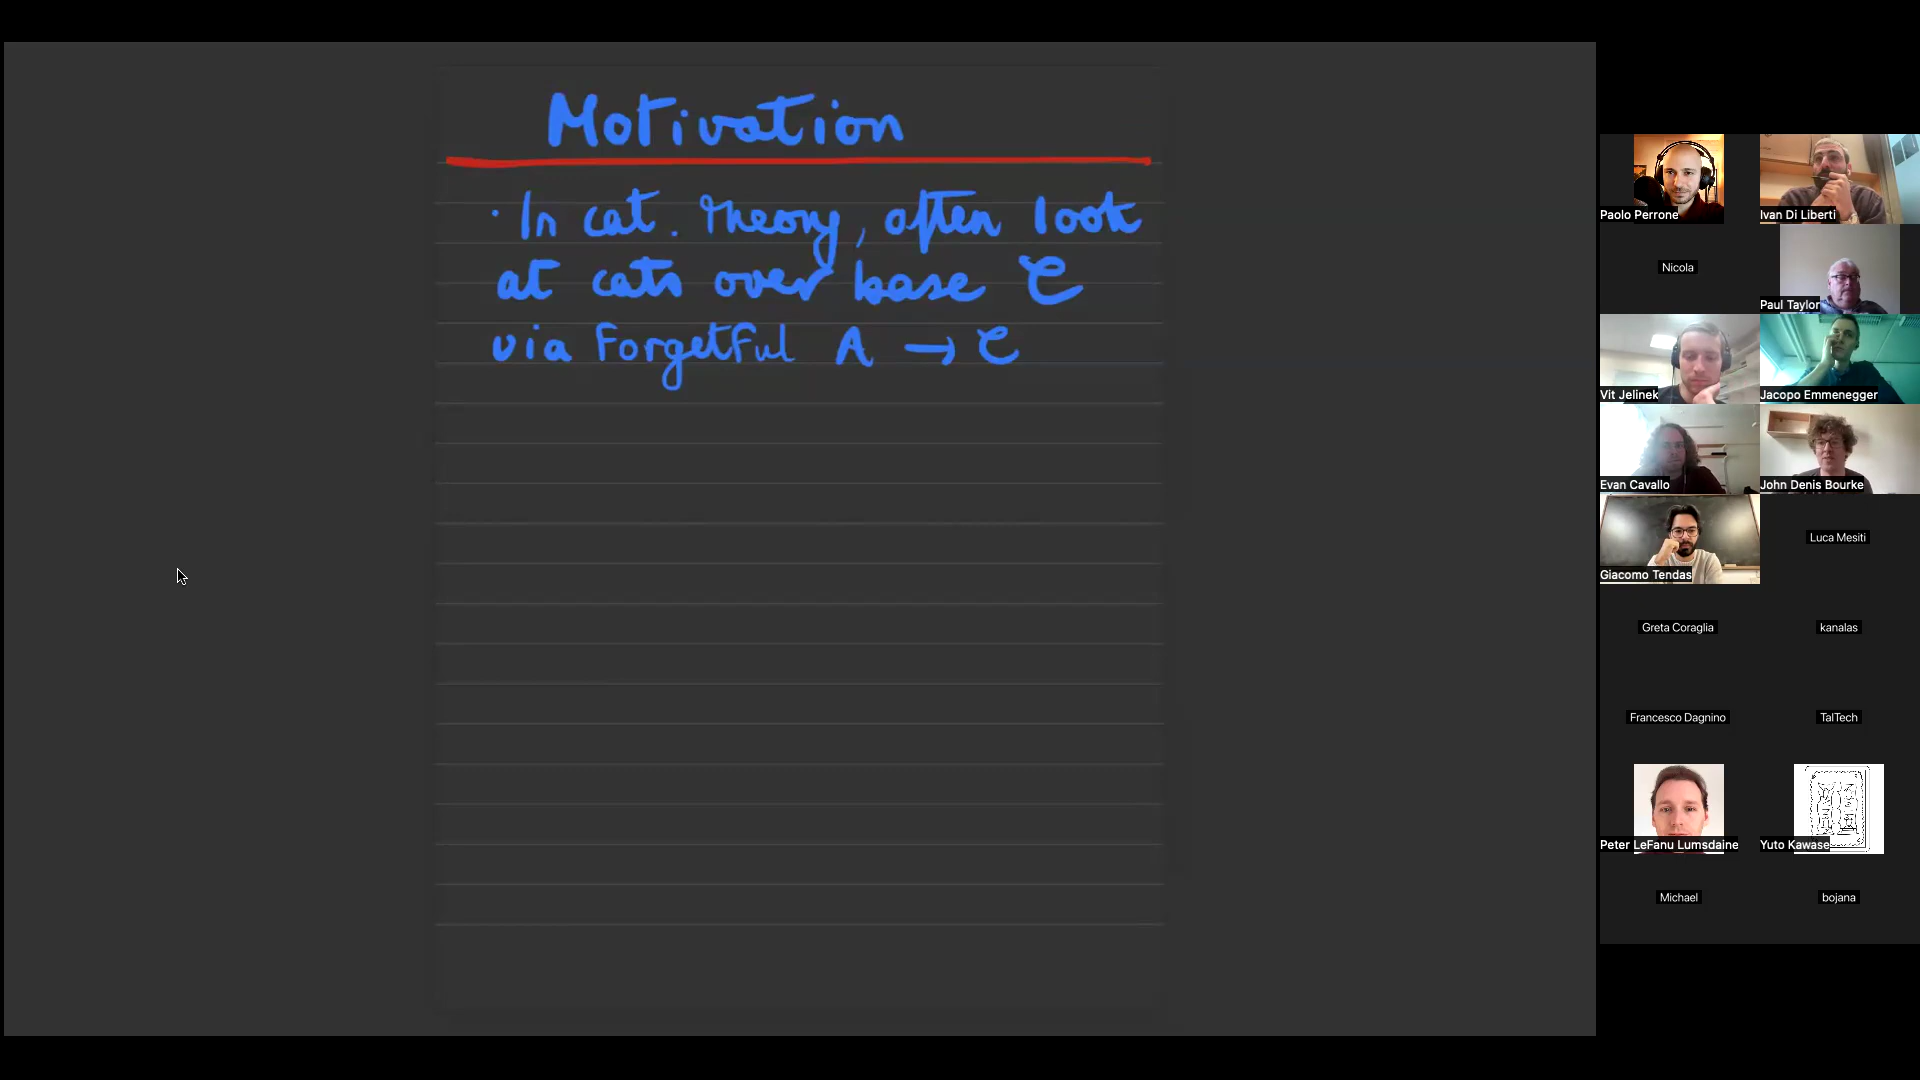 Motivation
· In cat. theory, often look
at cats over base C
via forgetful A → C
Paolo Perrone
Ivan Di Liberti
Nicola
Paul Taylor
Vit Jelinek
Jacopo Emmenegger
Evan Cavallo
John Denis Bourke
Giacomo Tendas
Luca Mesiti
Greta Coraglia
kanalas
Francesco Dagnino
TalTech
Peter LeFanu Lumsdaine
Yuto Kawase
Michael
bojana